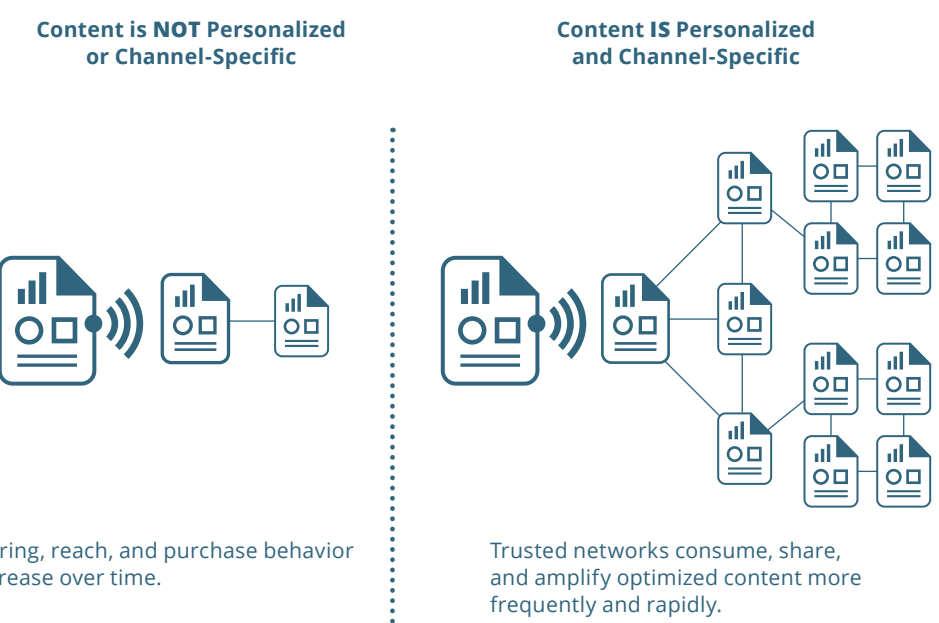 Content is NOT Personalized
or Channel-Specific
reach, and purchase behavior
over time.
Content IS Personalized
and Channel-Specific
Trusted networks consume, share,
and amplify optimized content more
frequently and rapidly.